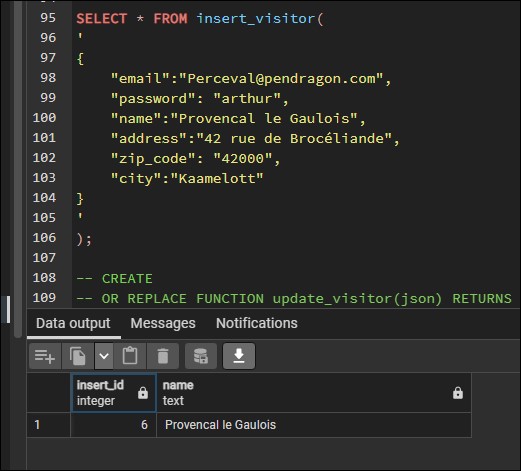 95 SELECT * FROM insert_visitor(
96 '
97 {
98 "email":"Perceval@pendragon.com",
99 "password": "arthur",
100 "name":"Provencal le Gaulois",
101 "address":"42 rue de Brocéliande",
102 "zip_code": "42000",
103 "city":"Kaamelott"
104 }
105 '
106 );
107
108 -- CREATE
109 -- OR REPLACE FUNCTION update_visitor(json) RETURNS
Data output Messages Notifications
insert_id name
integer text
1 6 Provencal le Gaulois